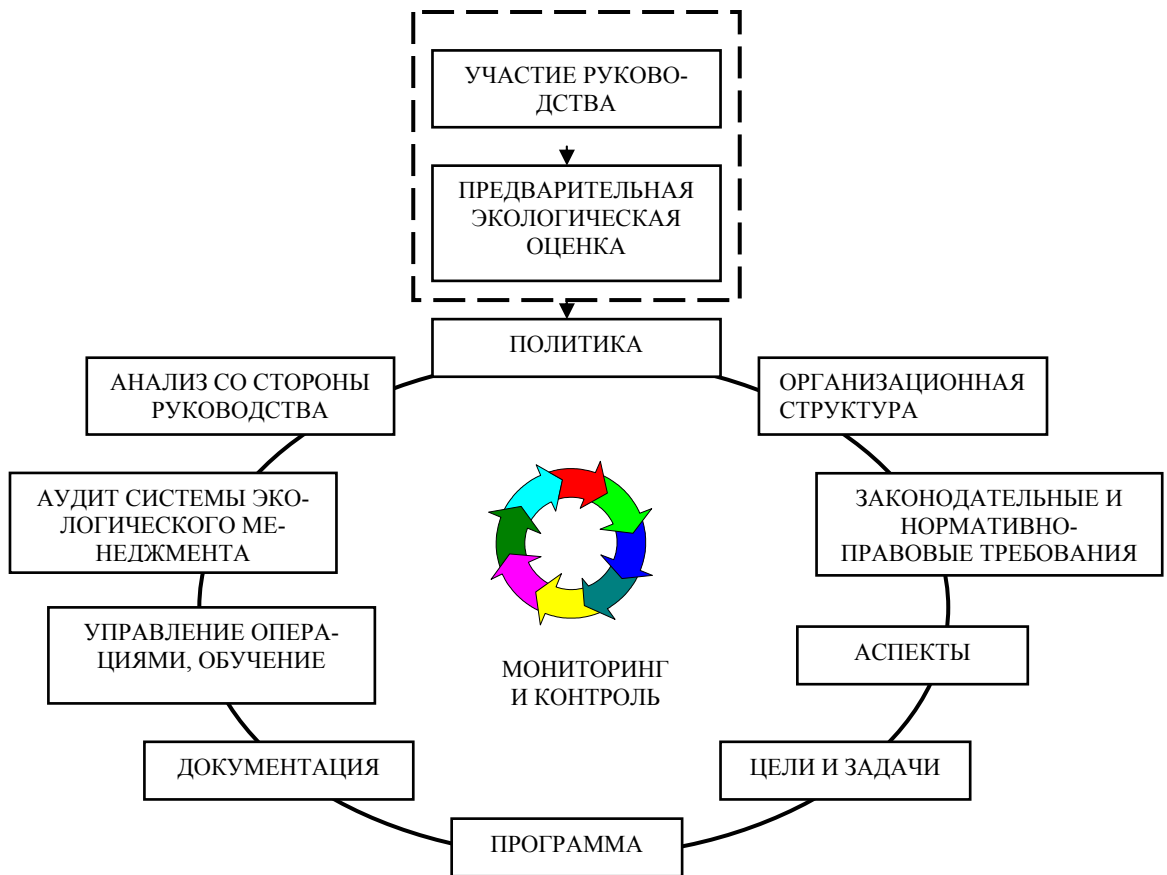 УЧАСТИЕ РУКОВО-
ДСТВА
ПРЕДВАРИТЕЛЬНАЯ
ЭКОЛОГИЧЕСКАЯ
ОЦЕНКА
ПОЛИТИКА
АНАЛИЗ СО СТОРОНЫ
РУКОВОДСТВА
ОРГАНИЗАЦИОННАЯ
СТРУКТУРА
АУДИТ СИСТЕМЫ ЭКО-
ЛОГИЧЕСКОГО МЕ-
НЕДЖМЕНТА
ЗАКОНОДАТЕЛЬНЫЕ И
НОРМАТИВНО-
ПРАВОВЫЕ ТРЕБОВАНИЯ
УПРАВЛЕНИЕ ОПЕРА-
ЦИЯМИ, ОБУЧЕНИЕ
МОНИТОРИНГ
И КОНТРОЛЬ
АСПЕКТЫ
ДОКУМЕНТАЦИЯ
ЦЕЛИ И ЗАДАЧИ
ПРОГРАММА